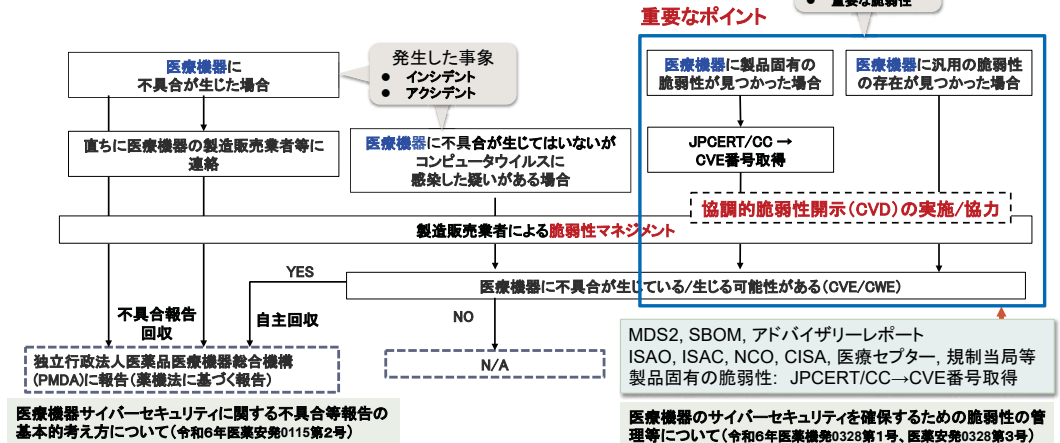 重要なポイント
● 重要な脆弱性
医療機器に
不具合が生じた場合
発生した事象
● インシデント
● アクシデント
医療機器に製品固有の
脆弱性が見つかった場合
医療機器に汎用の脆弱性
の存在が見つかった場合
直ちに医療機器の製造販売業者等に
連絡
医療機器に不具合が生じてはいないが
コンピュータウイルスに
感染した疑いがある場合
JPCERT/CC →
CVE番号取得
協調的脆弱性開示(CVD)の実施/協力
製造販売業者による脆弱性マネジメント
YES
医療機器に不具合が生じている/生じる可能性がある(CVE/CWE)
不具合報告
回収
自主回収
NO
独立行政法人医薬品医療機器総合機構
(PMDA)に報告(薬機法に基づく報告)
N/A
MDS2, SBOM, アドバイザリーレポート
ISAO, ISAC, NCO, CISA, 医療セプター, 規制当局等
製品固有の脆弱性: JPCERT/CC→CVE番号取得
医療機器サイバーセキュリティに関する不具合等報告の
基本的考え方について(令和6年医薬安発0115第2号)
医療機器のサイバーセキュリティを確保するための脆弱性の管
理等について(令和6年医薬機発0328第1号、医薬安発0328第3号)